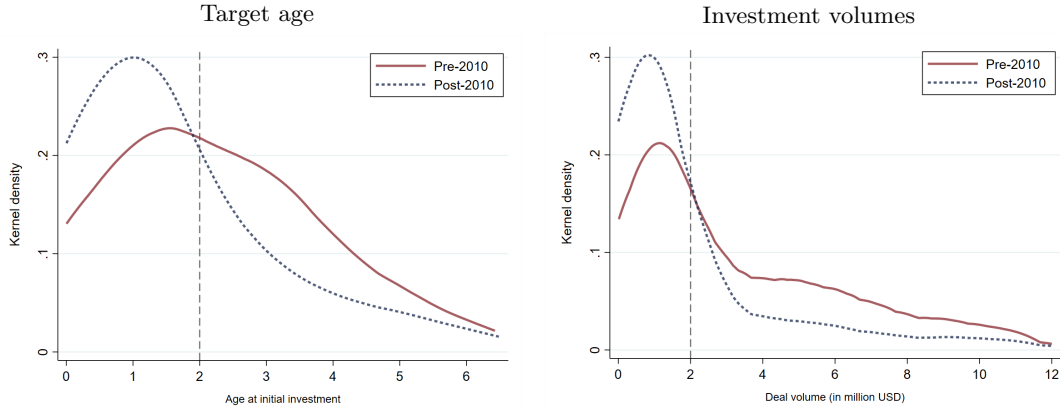 Target age
.3
.2
.1
0
Kernel density
Pre-2010
Post-2010
0 1 2 3 4 5 6
Age at initial investment
Investment volumes
.3
.2
.1
0
Kernel density
Pre-2010
Post-2010
0 2 4 6 8 10 12
Deal volume (in million USD)